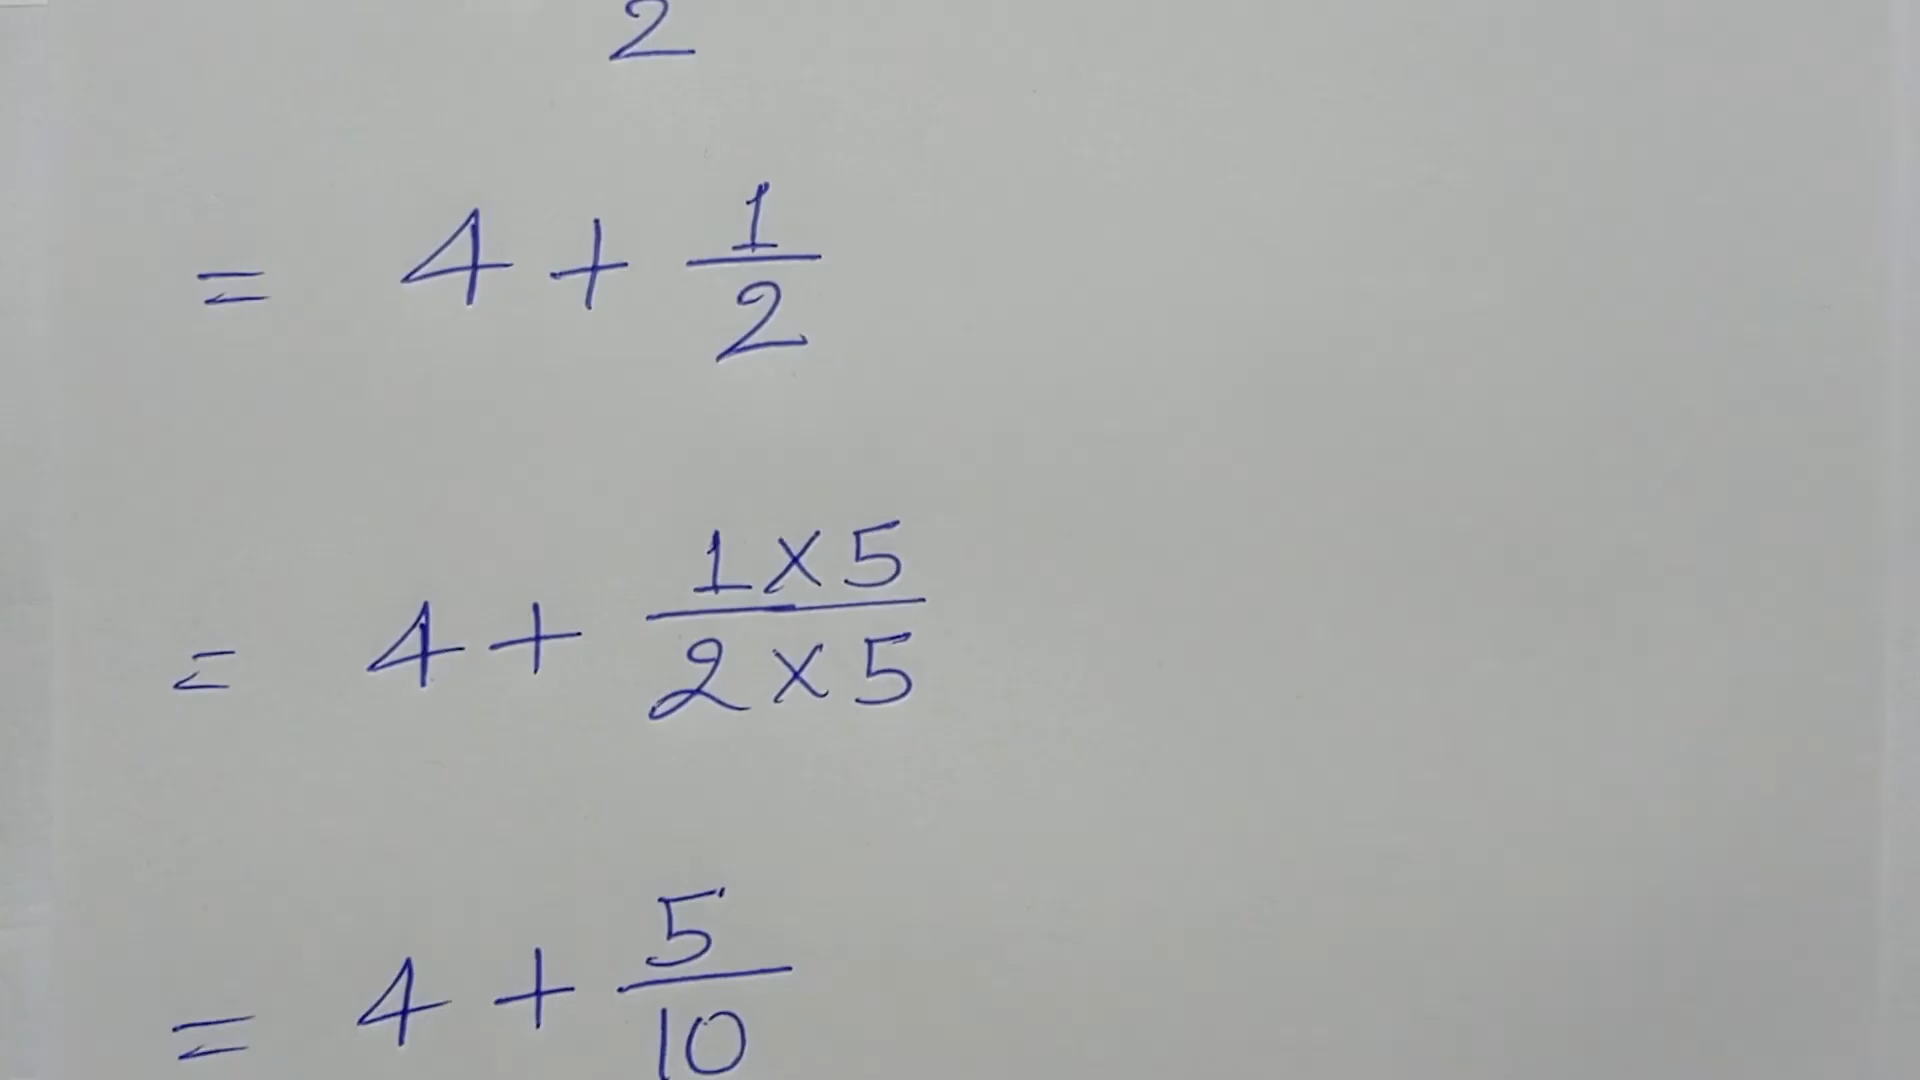 2
= 4 + 1/2
= 4 + (1×5)/(2×5)
= 4 + 5/10